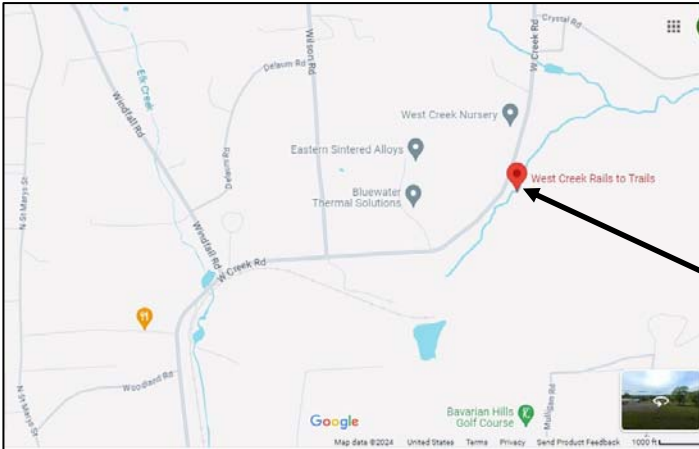 Crystal Rd
W Creek Rd
Wilson Rd
Delaum Rd
Elk Creek
Windfall Rd
West Creek Nursery
Eastern Sintered Alloys
West Creek Rails to Trails
Bluewater
Thermal Solutions
Delaum Rd
N St Marys St
Windfall Rd
W Creek Rd
Woodland Rd
N St Marys St
Mulligan Rd
Bavarian Hills
Golf Course
Google
Map data ©2024 United States Terms Privacy Send Product Feedback 1000 ft